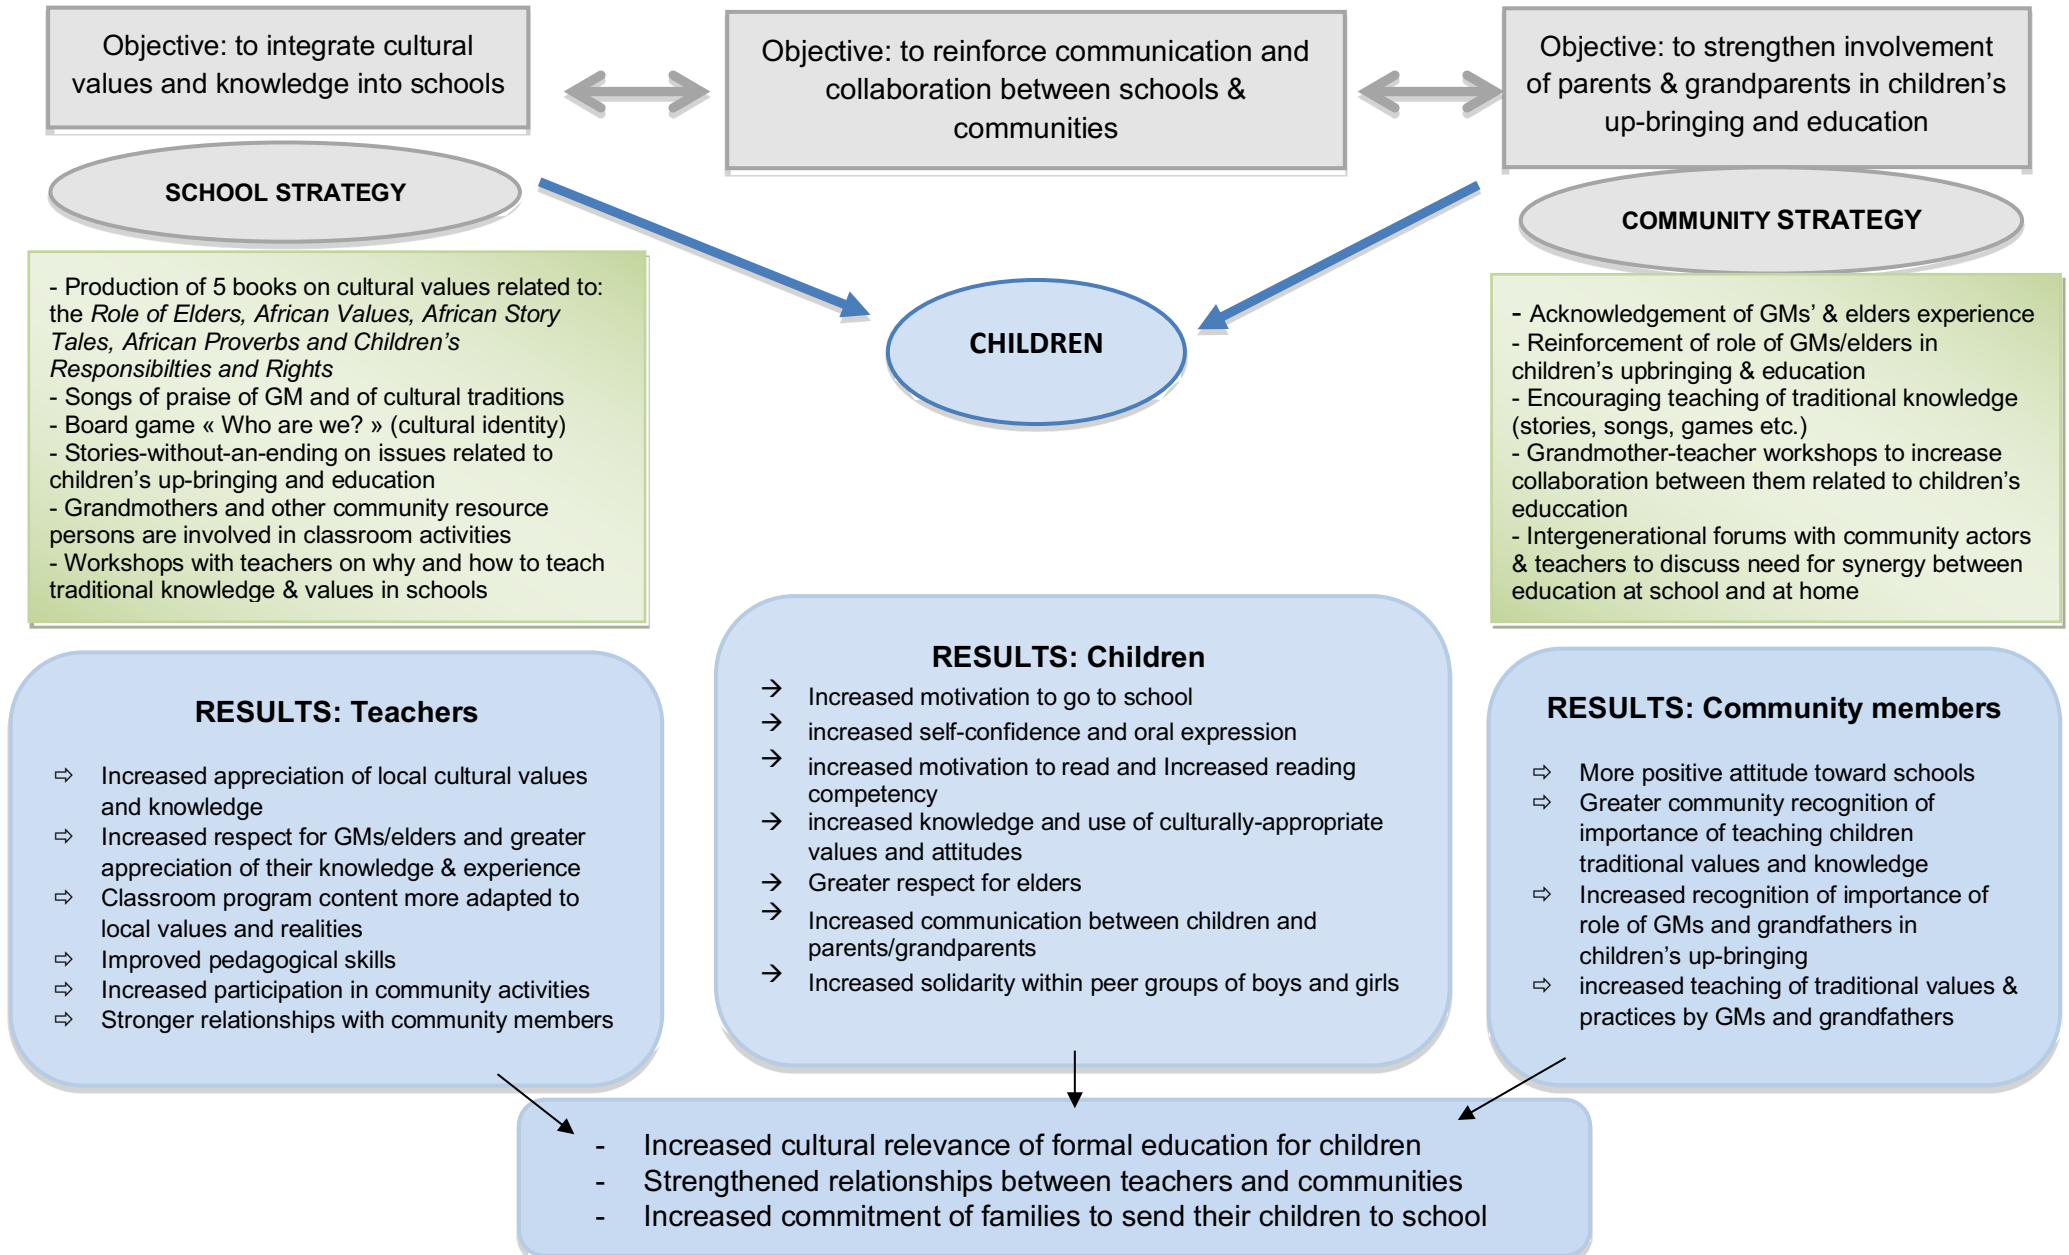 Objective: to integrate cultural
values and knowledge into schools
Objective: to reinforce communication and
collaboration between schools &
communities
Objective: to strengthen involvement
of parents & grandparents in children's
up-bringing and education
SCHOOL STRATEGY
COMMUNITY STRATEGY
CHILDREN
- Production of 5 books on cultural values related to:
the Role of Elders, African Values, African Story
Tales, African Proverbs and Children's
Responsibilties and Rights
- Songs of praise of GM and of cultural traditions
- Board game « Who are we? » (cultural identity)
- Stories-without-an-ending on issues related to
children's up-bringing and education
- Grandmothers and other community resource
persons are involved in classroom activities
- Workshops with teachers on why and how to teach
traditional knowledge & values in schools
- Acknowledgement of GMs' & elders experience
- Reinforcement of role of GMs/elders in
children's upbringing & education
- Encouraging teaching of traditional knowledge
(stories, songs, games etc.)
- Grandmother-teacher workshops to increase
collaboration between them related to children's
educcation
- Intergenerational forums with community actors
& teachers to discuss need for synergy between
education at school and at home
RESULTS: Teachers
⇨ Increased appreciation of local cultural values
and knowledge
⇨ Increased respect for GMs/elders and greater
appreciation of their knowledge & experience
⇨ Classroom program content more adapted to
local values and realities
⇨ Improved pedagogical skills
⇨ Increased participation in community activities
⇨ Stronger relationships with community members
RESULTS: Children
→ Increased motivation to go to school
→ increased self-confidence and oral expression
→ increased motivation to read and Increased reading
competency
→ increased knowledge and use of culturally-appropriate
values and attitudes
→ Greater respect for elders
→ Increased communication between children and
parents/grandparents
→ Increased solidarity within peer groups of boys and girls
RESULTS: Community members
⇨ More positive attitude toward schools
⇨ Greater community recognition of
importance of teaching children
traditional values and knowledge
⇨ Increased recognition of importance of
role of GMs and grandfathers in
children's up-bringing
⇨ increased teaching of traditional values &
practices by GMs and grandfathers
- Increased cultural relevance of formal education for children
- Strengthened relationships between teachers and communities
- Increased commitment of families to send their children to school